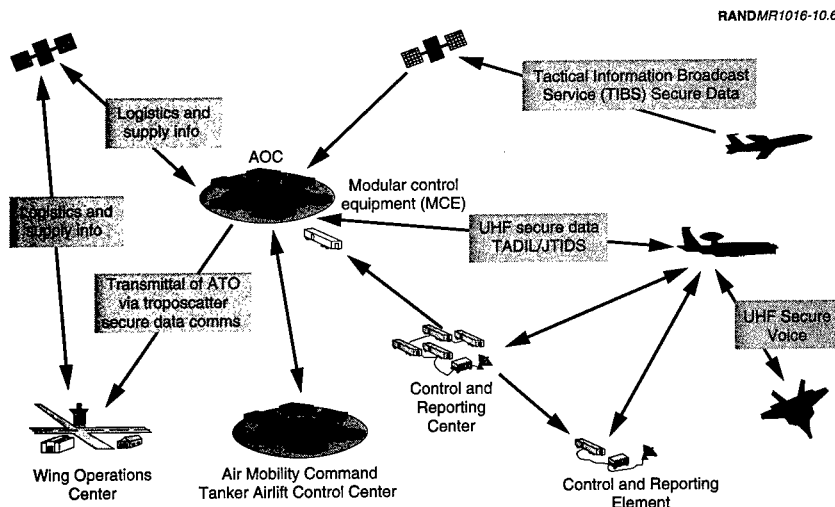 RANDMR1016-10.6
Tactical Information Broadcast
Service (TIBS) Secure Data
Logistics and
supply info
AOC
Modular control
equipment (MCE)
Logistics and
supply info
UHF secure data
TADIL/JTIDS
Transmittal of ATO
via troposcatter
secure data comms
UHF Secure
Voice
Control and
Reporting
Center
Wing Operations
Center
Air Mobility Command
Tanker Airlift Control Center
Control and Reporting
Element